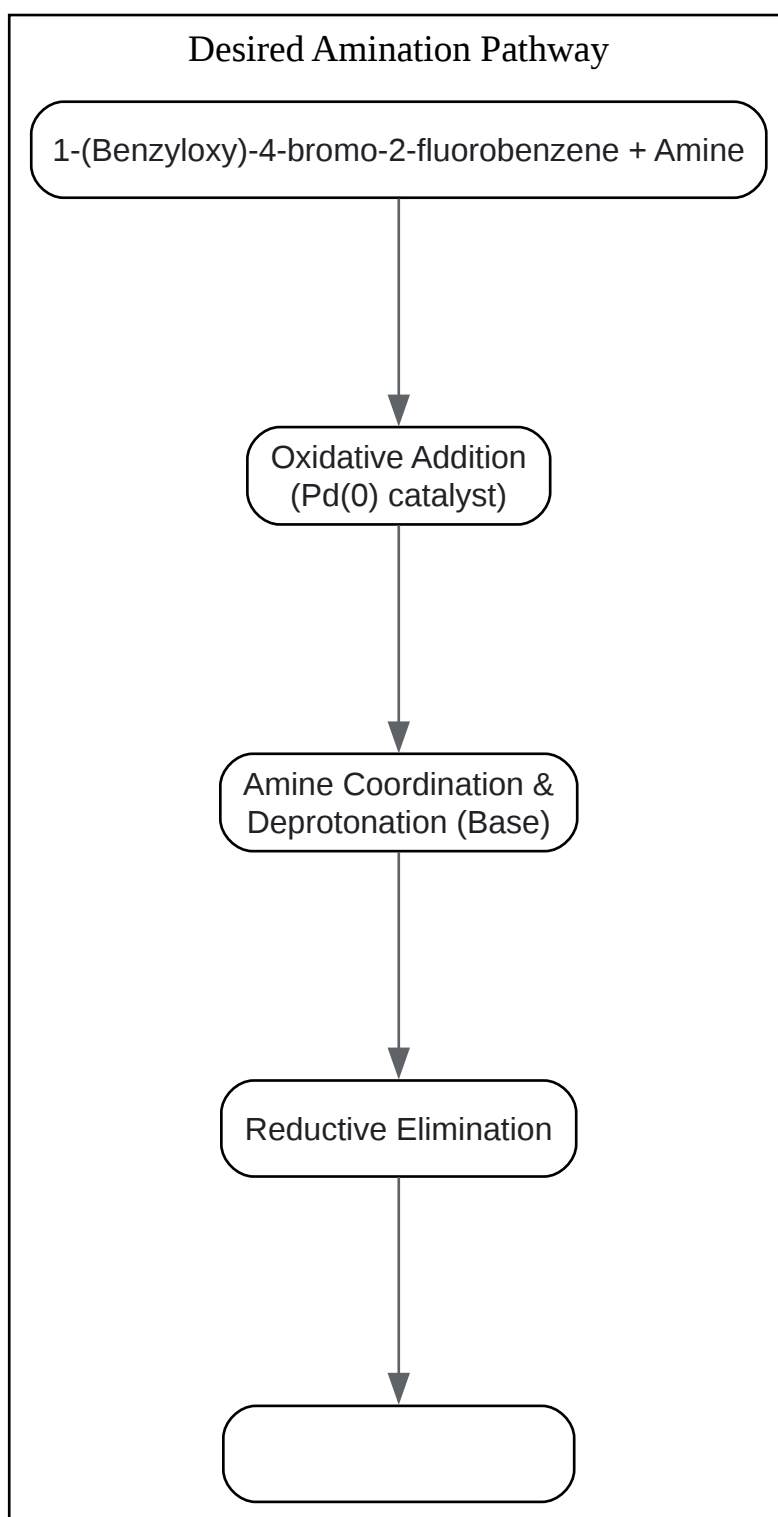 Desired Amination Pathway
1-(Benzyloxy)-4-bromo-2-fluorobenzene + Amine
Oxidative Addition
(Pd(0) catalyst)
Amine Coordination &
Deprotonation (Base)
Reductive Elimination